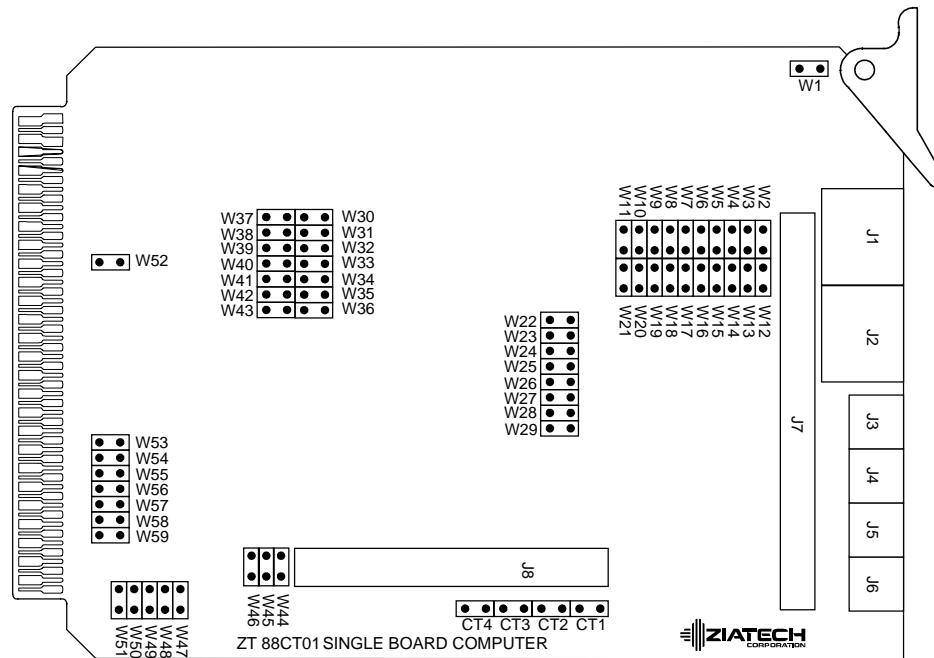 W1
W11 W10 W9 W8 W7 W6 W5 W4 W3 W2
W37 W30
W38 W31
W39 W32
W40 W33
W41 W34
W42 W35
W43 W36
W52
J1
W21 W20 W19 W18 W17 W16 W15 W14 W13 W12
W22
W23
W24
W25
W26
W27
W28
W29
J2
J7
J3
J4
J5
J6
W53
W54
W55
W56
W57
W58
W59
J8
W51 W50 W49 W48 W47
W46 W45 W44
CT4 CT3 CT2 CT1
ZT 88CT01 SINGLE BOARD COMPUTER
ZIATECH
CORPORATION